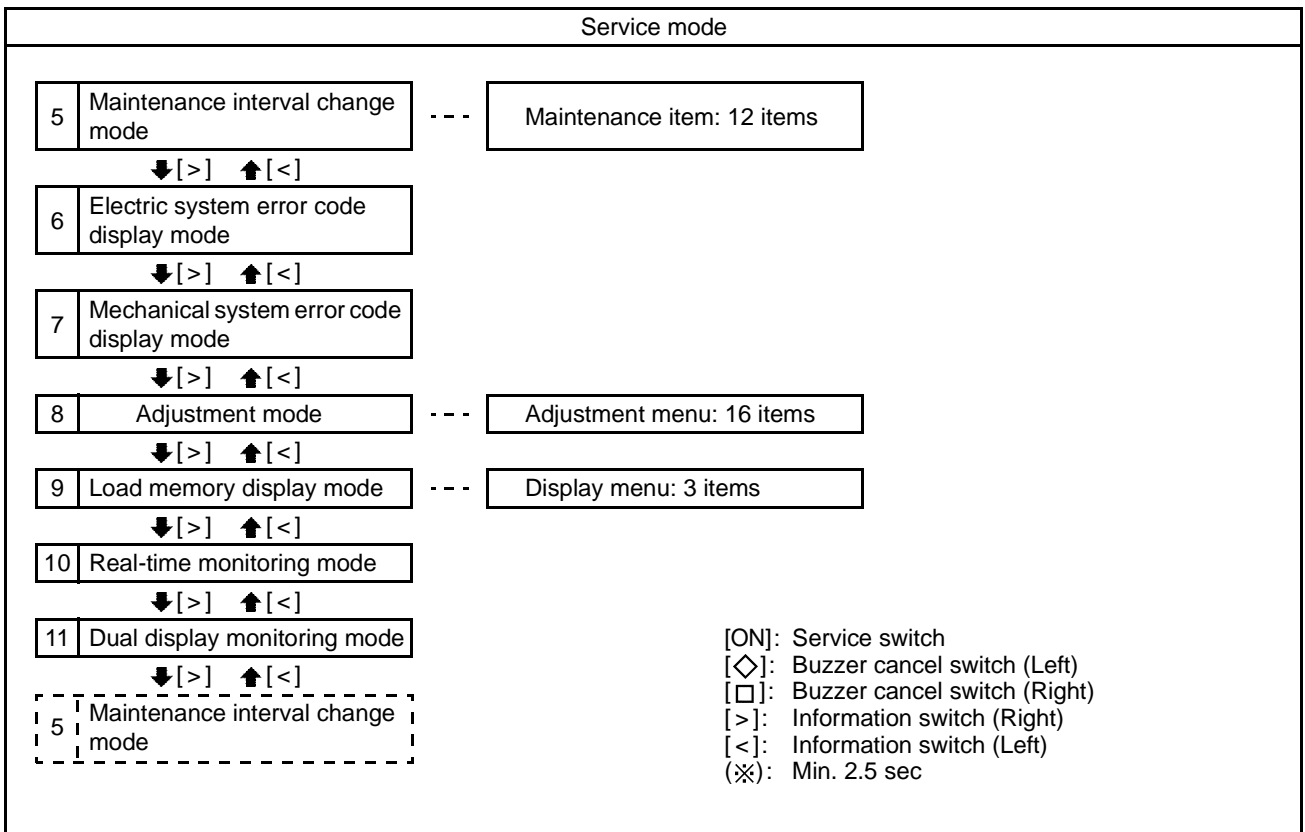 Service mode
5 Maintenance interval change
mode
--- Maintenance item: 12 items
🡇[>] 🡅[<]
6 Electric system error code
display mode
🡇[>] 🡅[<]
7 Mechanical system error code
display mode
🡇[>] 🡅[<]
8 Adjustment mode --- Adjustment menu: 16 items
🡇[>] 🡅[<]
9 Load memory display mode --- Display menu: 3 items
🡇[>] 🡅[<]
10 Real-time monitoring mode
🡇[>] 🡅[<]
11 Dual display monitoring mode
🡇[>] 🡅[<]
5 Maintenance interval change
mode
[ON]: Service switch
[◇]: Buzzer cancel switch (Left)
[□]: Buzzer cancel switch (Right)
[>]: Information switch (Right)
[<]: Information switch (Left)
(※): Min. 2.5 sec